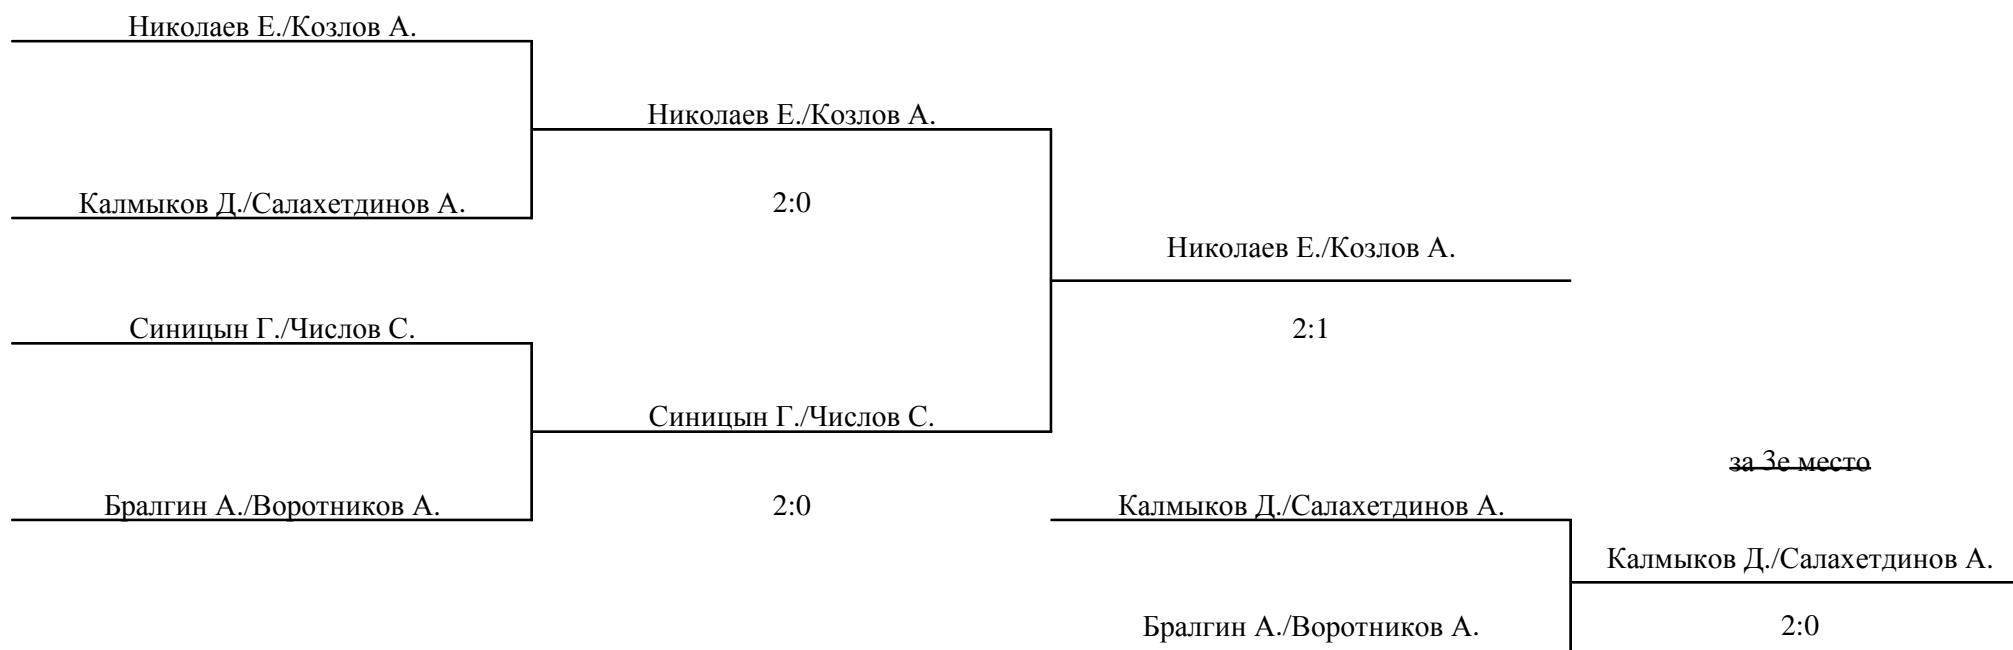 Николаев Е./Козлов А.
Николаев Е./Козлов А.
Калмыков Д./Салахетдинов А.
2:0
Николаев Е./Козлов А.
Синицын Г./Числов С.
2:1
Синицын Г./Числов С.
за 3е место
Бралгин А./Воротников А.
2:0
Калмыков Д./Салахетдинов А.
Калмыков Д./Салахетдинов А.
Бралгин А./Воротников А.
2:0